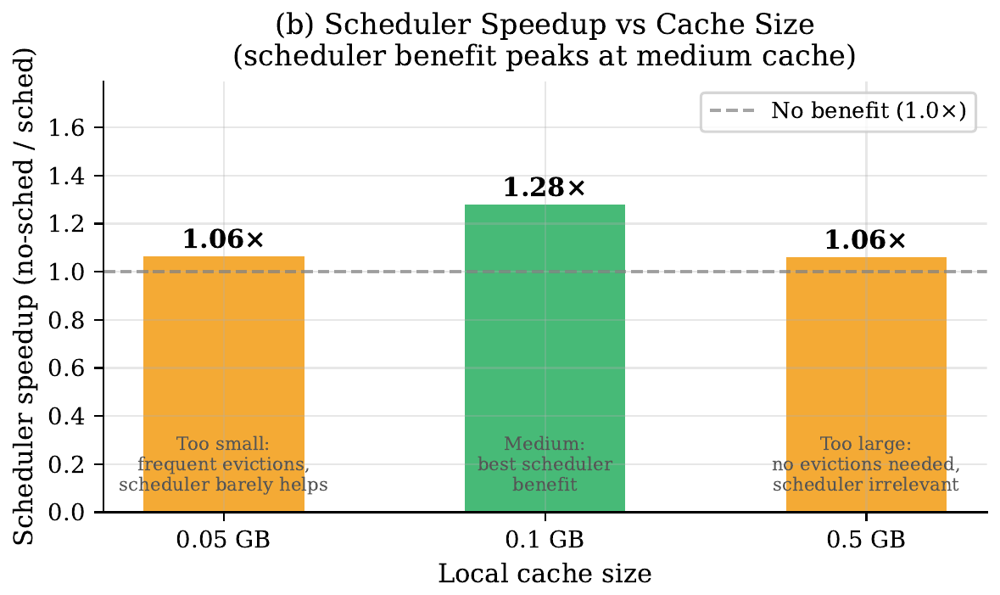 (b) Scheduler Speedup vs Cache Size
(scheduler benefit peaks at medium cache)
No benefit (1.0×)
Scheduler speedup (no-sched / sched)
1.6
1.4
1.2
1.0
0.8
0.6
0.4
0.2
0.0
1.06×
1.28×
1.06×
Too small:
frequent evictions,
scheduler barely helps
Medium:
best scheduler
benefit
Too large:
no evictions needed,
scheduler irrelevant
0.05 GB
0.1 GB
0.5 GB
Local cache size